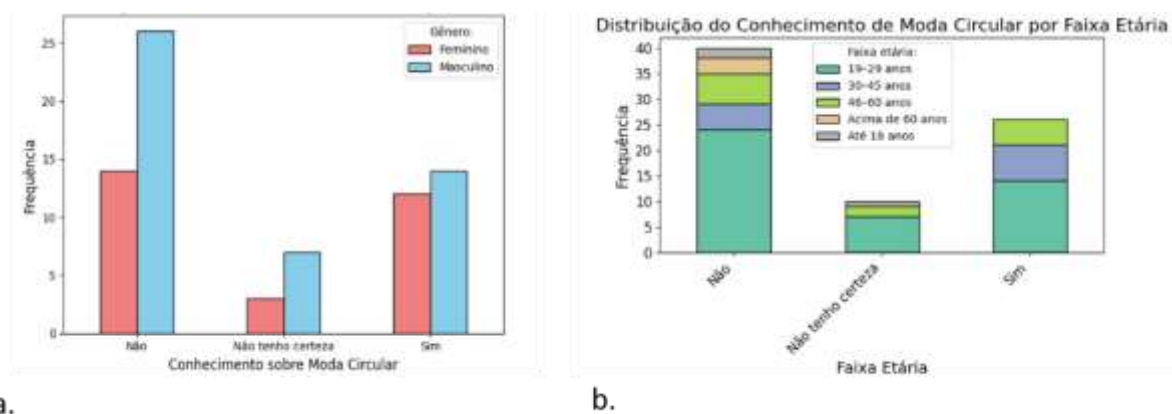 Gênero:
Feminino
Masculino
Frequência
25
20
15
10
5
0
Não
Não tenho certeza
Sim
Conhecimento sobre Moda Circular
a.
Distribuição do Conhecimento de Moda Circular por Faixa Etária
Faixa etária:
19-29 anos
30-45 anos
46-60 anos
Acima de 60 anos
Até 18 anos
Frequência
40
35
30
25
20
15
10
5
0
Não
Não tenho certeza
Sim
Faixa Etária
b.